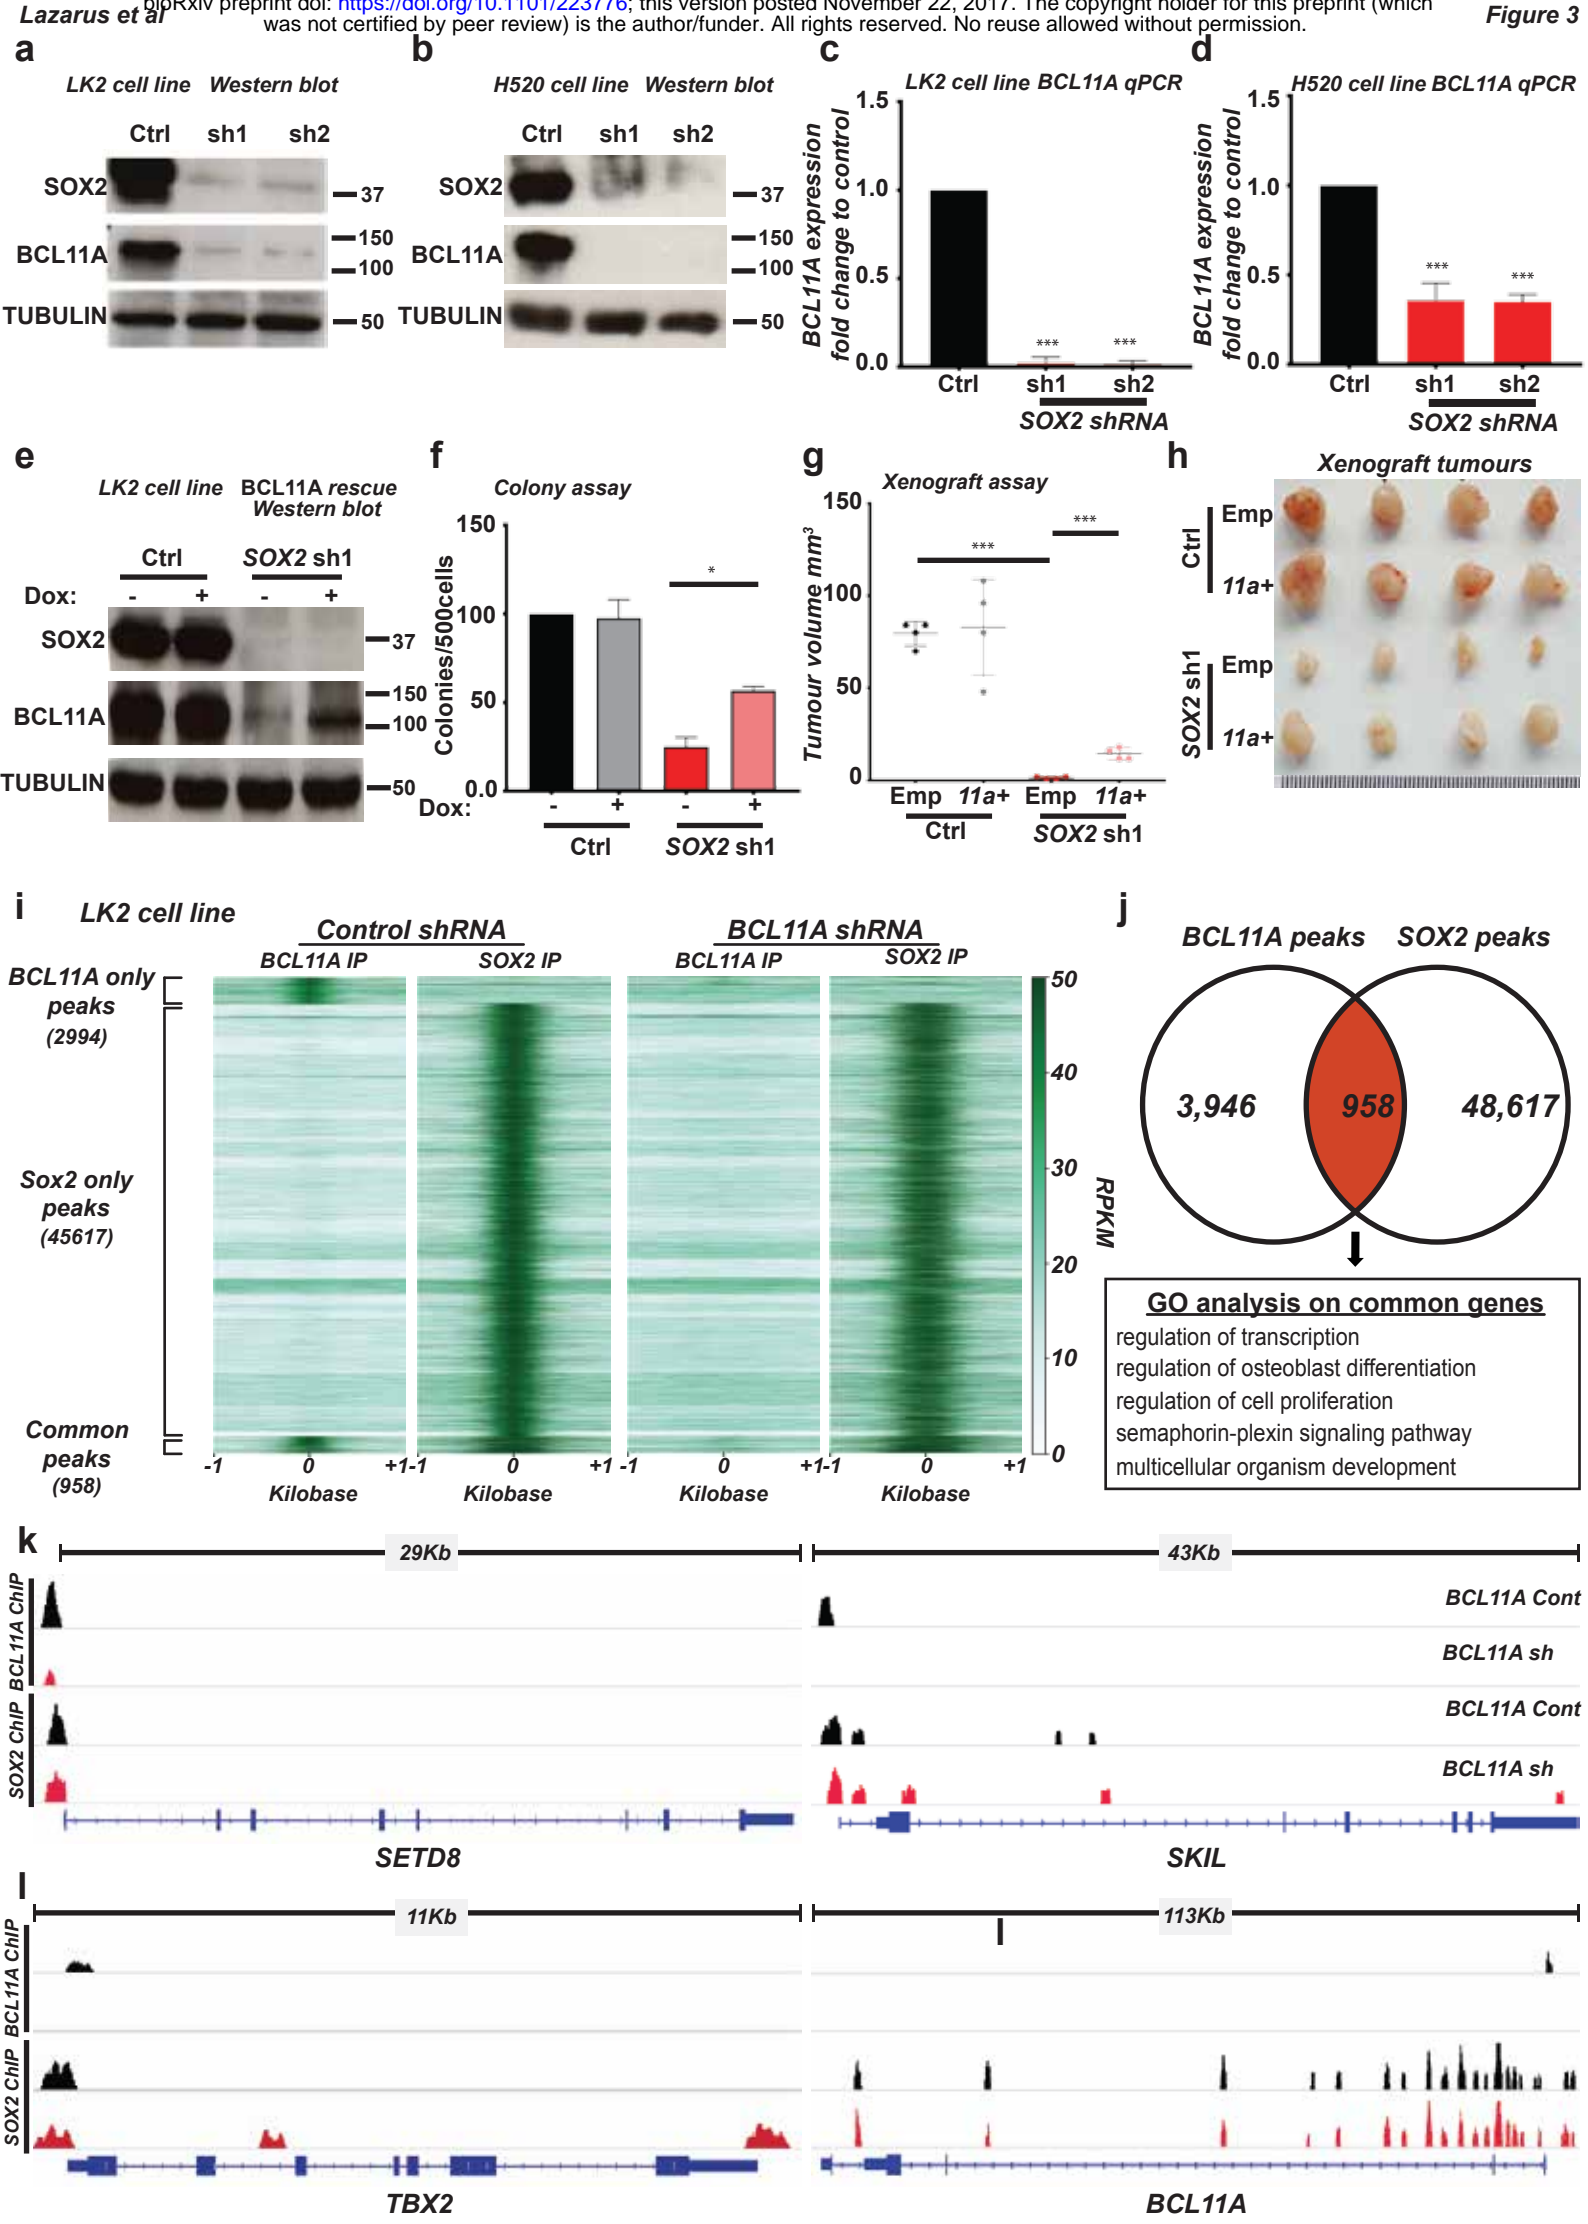 Lazarus et al
bioRxiv preprint doi: https://doi.org/10.1101/223776; this version posted November 22, 2017. The copyright holder for this preprint (which
was not certified by peer review) is the author/funder. All rights reserved. No reuse allowed without permission.
Figure 3
a
LK2 cell line Western blot
Ctrl sh1 sh2
SOX2
37
BCL11A
150
100
TUBULIN
50
b
H520 cell line Western blot
Ctrl sh1 sh2
SOX2
37
BCL11A
150
100
TUBULIN
50
c
LK2 cell line BCL11A qPCR
BCL11A expression
fold change to control
1.5
1.0
0.5
0.0
*** ***
Ctrl sh1 sh2
SOX2 shRNA
d
H520 cell line BCL11A qPCR
BCL11A expression
fold change to control
1.5
1.0
0.5
0.0
*** ***
Ctrl sh1 sh2
SOX2 shRNA
e
LK2 cell line BCL11A rescue
Western blot
Ctrl SOX2 sh1
Dox: - + - +
SOX2
37
BCL11A
150
100
TUBULIN
50
f
Colony assay
Colonies/500cells
150
100
50
0.0
*
Dox: - + - +
Ctrl SOX2 sh1
g
Xenograft assay
Tumour volume mm³
150
100
50
0
***
***
Emp 11a+ Emp 11a+
Ctrl SOX2 sh1
h
Xenograft tumours
Ctrl
Emp
11a+
SOX2 sh1
Emp
11a+
i
LK2 cell line
Control shRNA BCL11A shRNA
BCL11A IP SOX2 IP BCL11A IP SOX2 IP
BCL11A only
peaks
(2994)
Sox2 only
peaks
(45617)
Common
peaks
(958)
50
40
30
20
10
0
RPKM
-1 0 +1 -1 0 +1 -1 0 +1 -1 0 +1
Kilobase Kilobase Kilobase Kilobase
j
BCL11A peaks SOX2 peaks
3,946 958 48,617
GO analysis on common genes
regulation of transcription
regulation of osteoblast differentiation
regulation of cell proliferation
semaphorin-plexin signaling pathway
multicellular organism development
k
29Kb 43Kb
BCL11A ChIP
SOX2 ChIP
BCL11A Cont
BCL11A sh
BCL11A Cont
BCL11A sh
SETD8 SKIL
l
11Kb 113Kb
l
BCL11A ChIP
SOX2 ChIP
TBX2 BCL11A